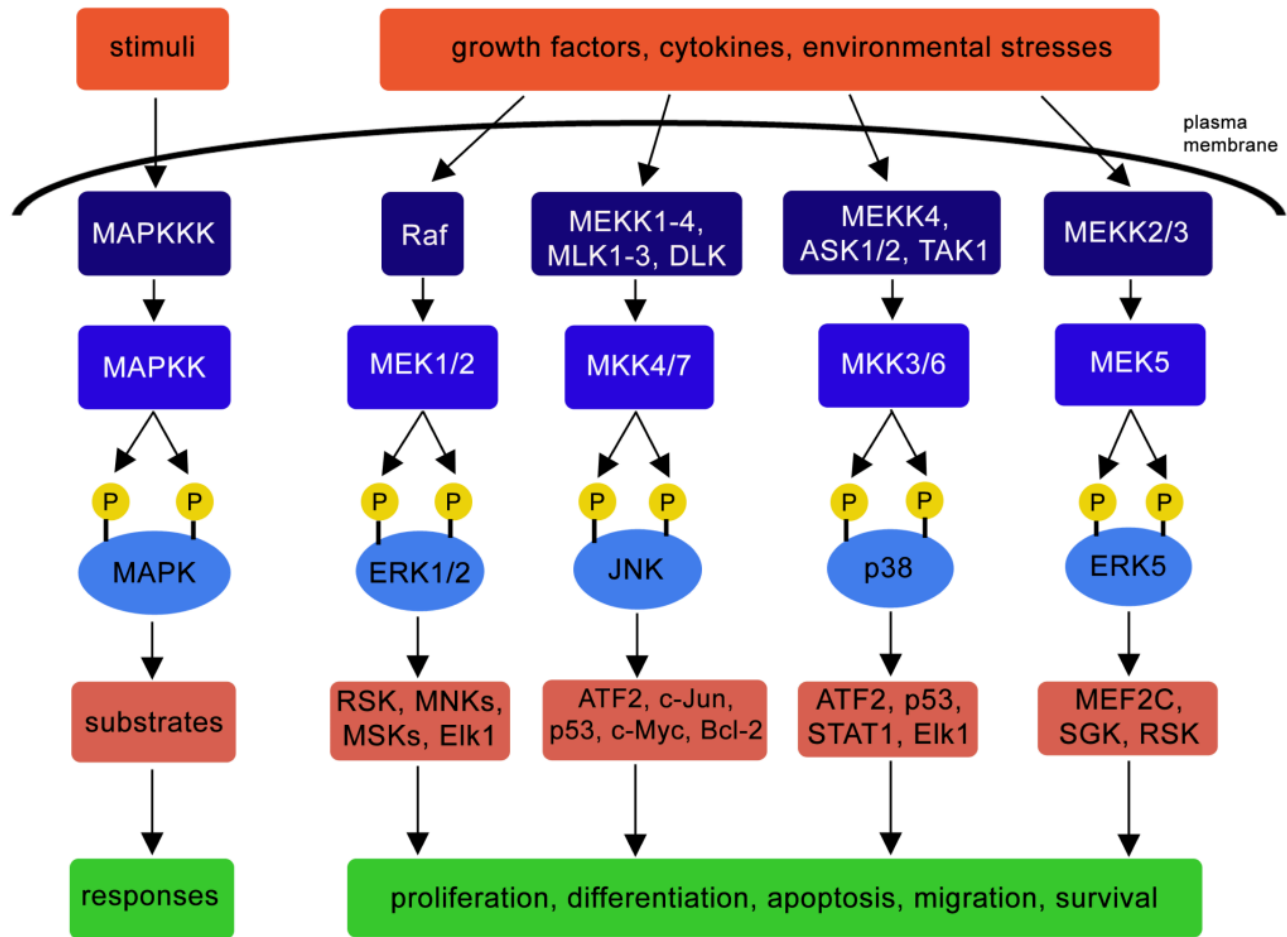 stimuli
growth factors, cytokines, environmental stresses
plasma
membrane
MAPKKK
Raf
MEKK1-4,
MLK1-3, DLK
MEKK4,
ASK1/2, TAK1
MEKK2/3
MAPKK
MEK1/2
MKK4/7
MKK3/6
MEK5
P
P
P
P
P
P
P
P
P
P
MAPK
ERK1/2
JNK
p38
ERK5
substrates
RSK, MNKs,
MSKs, Elk1
ATF2, c-Jun,
p53, c-Myc, Bcl-2
ATF2, p53,
STAT1, Elk1
MEF2C,
SGK, RSK
responses
proliferation, differentiation, apoptosis, migration, survival